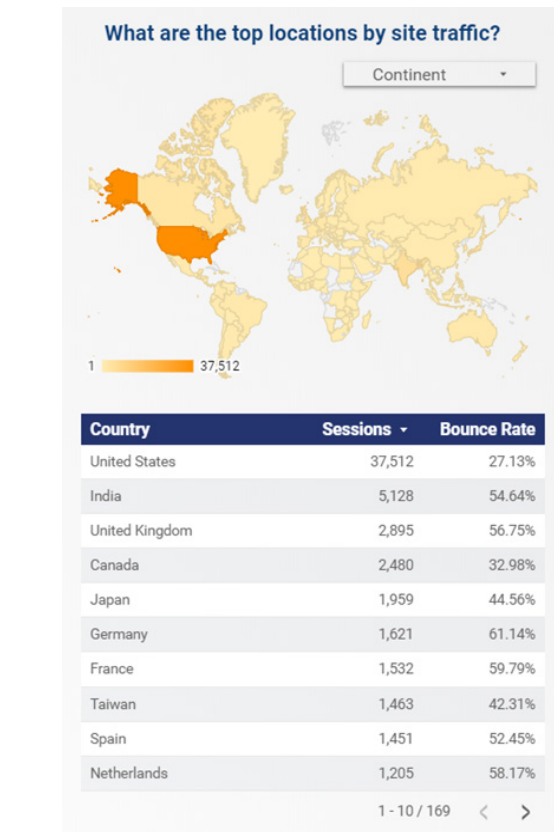 What are the top locations by site traffic?
Continent
1 37,512
Country Sessions Bounce Rate
United States 37,512 27.13%
India 5,128 54.64%
United Kingdom 2,895 56.75%
Canada 2,480 32.98%
Japan 1,959 44.56%
Germany 1,621 61.14%
France 1,532 59.79%
Taiwan 1,463 42.31%
Spain 1,451 52.45%
Netherlands 1,205 58.17%
1 - 10 / 169